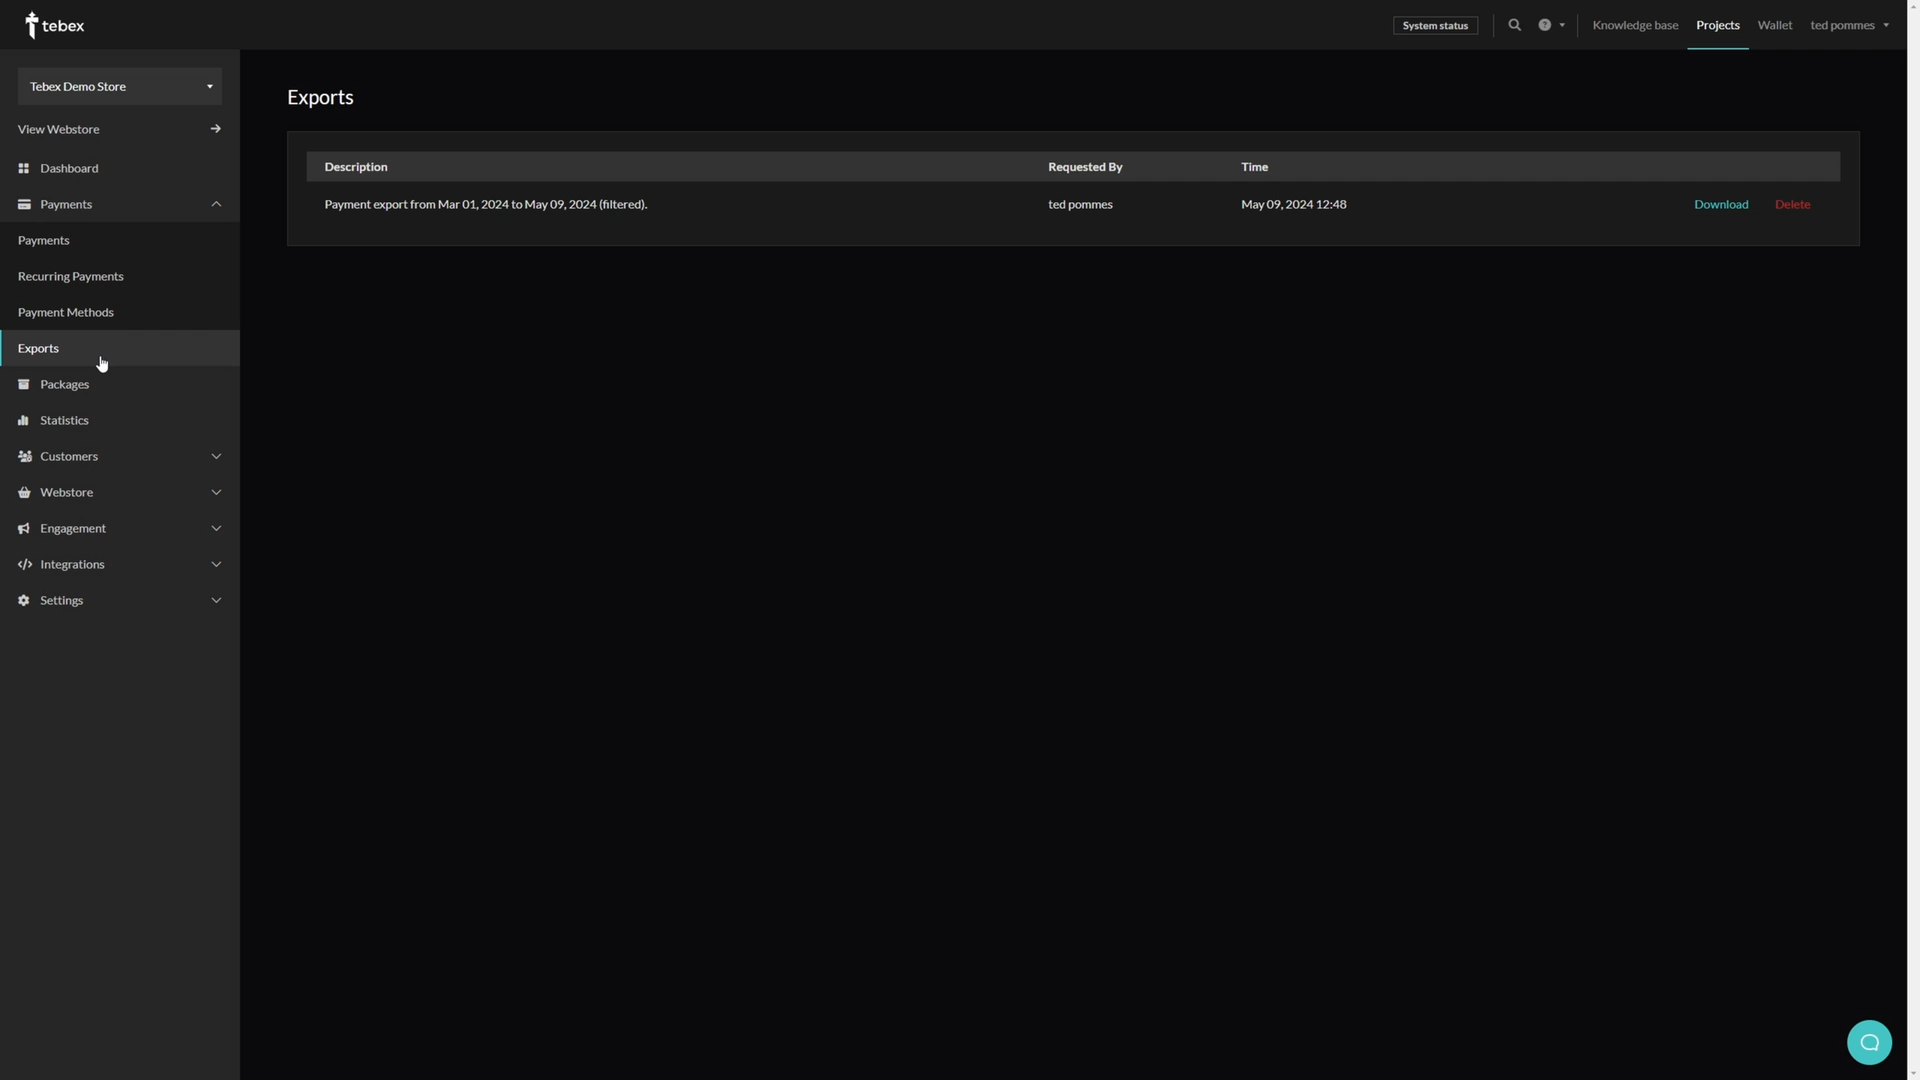 tebex
System status
Knowledge base
Projects
Wallet
ted pommes
Tebex Demo Store
View Webstore
Dashboard
Payments
Payments
Recurring Payments
Payment Methods
Exports
Packages
Statistics
Customers
Webstore
Engagement
Integrations
Settings
Exports
Description Requested By Time
Payment export from Mar 01, 2024 to May 09, 2024 (filtered). ted pommes May 09, 2024 12:48 Download Delete